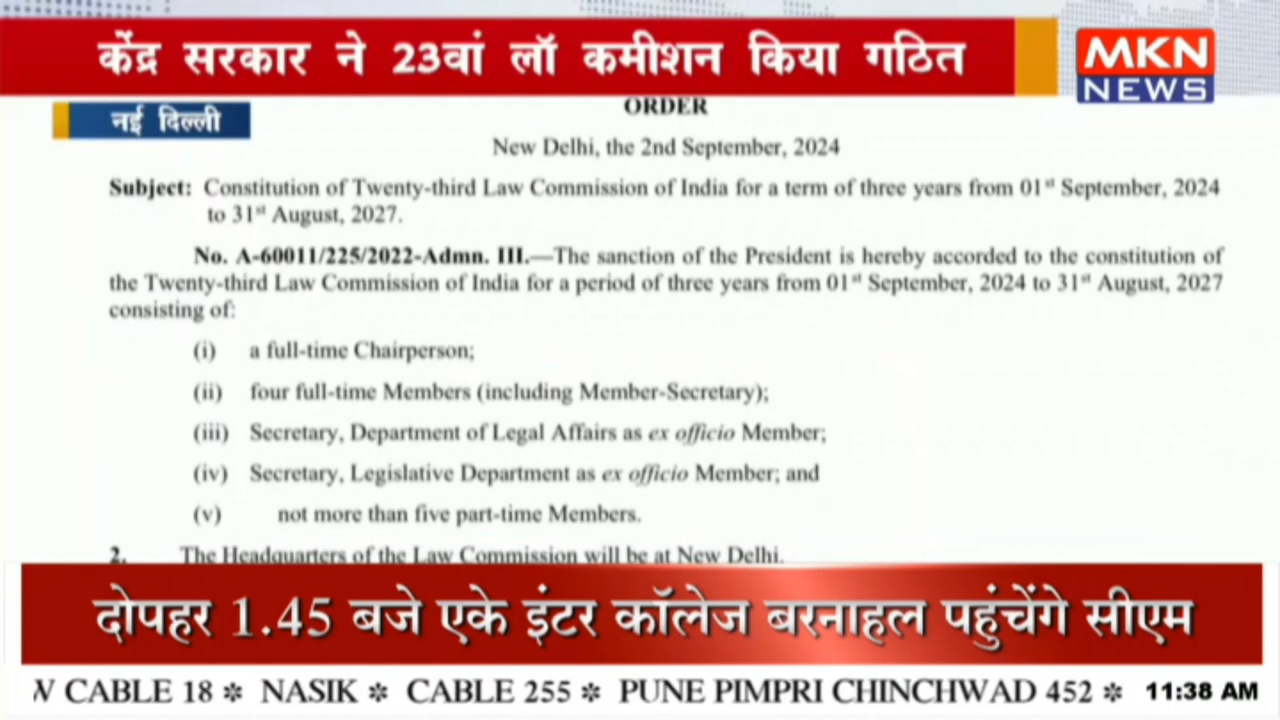 केंद्र सरकार ने 23वां लॉ कमीशन किया गठित
MKN
NEWS
नई दिल्ली
ORDER
New Delhi, the 2nd September, 2024
Subject: Constitution of Twenty-third Law Commission of India for a term of three years from 01st September, 2024
to 31st August, 2027.
No. A-60011/225/2022-Admn. III.—The sanction of the President is hereby accorded to the constitution of
the Twenty-third Law Commission of India for a period of three years from 01st September, 2024 to 31st August, 2027
consisting of:
(i) a full-time Chairperson;
(ii) four full-time Members (including Member-Secretary);
(iii) Secretary, Department of Legal Affairs as ex officio Member;
(iv) Secretary, Legislative Department as ex officio Member; and
(v) not more than five part-time Members.
2. The Headquarters of the Law Commission will be at New Delhi.
दोपहर 1.45 बजे एके इंटर कॉलेज बरनाहल पहुंचेंगे सीएम
CABLE 18 ✲ NASIK ✲ CABLE 255 ✲ PUNE PIMPRI CHINCHWAD 452 ✲ 11:38 AM